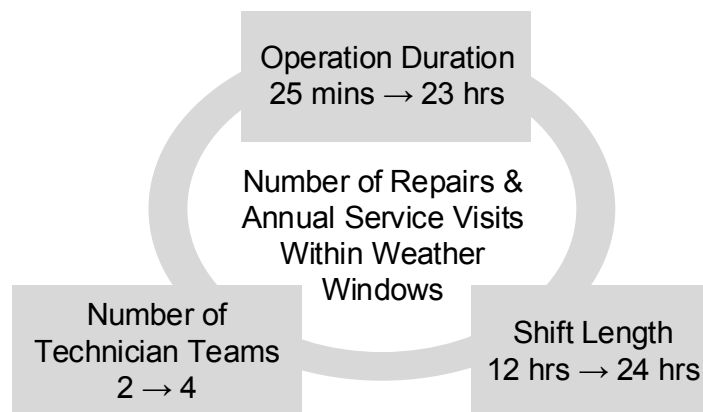 Operation Duration
25 mins → 23 hrs
Number of Repairs &
Annual Service Visits
Within Weather
Windows
Number of
Technician Teams
2 → 4
Shift Length
12 hrs → 24 hrs